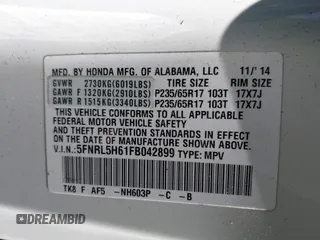 MFD. BY HONDA MFG. OF ALABAMA, LLC 11/'14
GVWR 2730KG(6019LBS) TIRE SIZE RIM SIZE
GAWR F 1320KG(2910LBS) P235/65R17 103T 17X7J
GAWR R 1515KG(3340LBS) P235/65R17 103T 17X7J
THIS VEHICLE CONFORMS TO ALL APPLICABLE
FEDERAL MOTOR VEHICLE SAFETY AND THEFT
PREVENTION STANDARDS IN EFFECT ON THE
DATE OF MANUFACTURE SHOWN ABOVE.
V.I.N.:5FNRL5H61FB042899 TYPE: MPV
TK8 F AF5 -NH603P -C -B
© IDRIVESAFELY